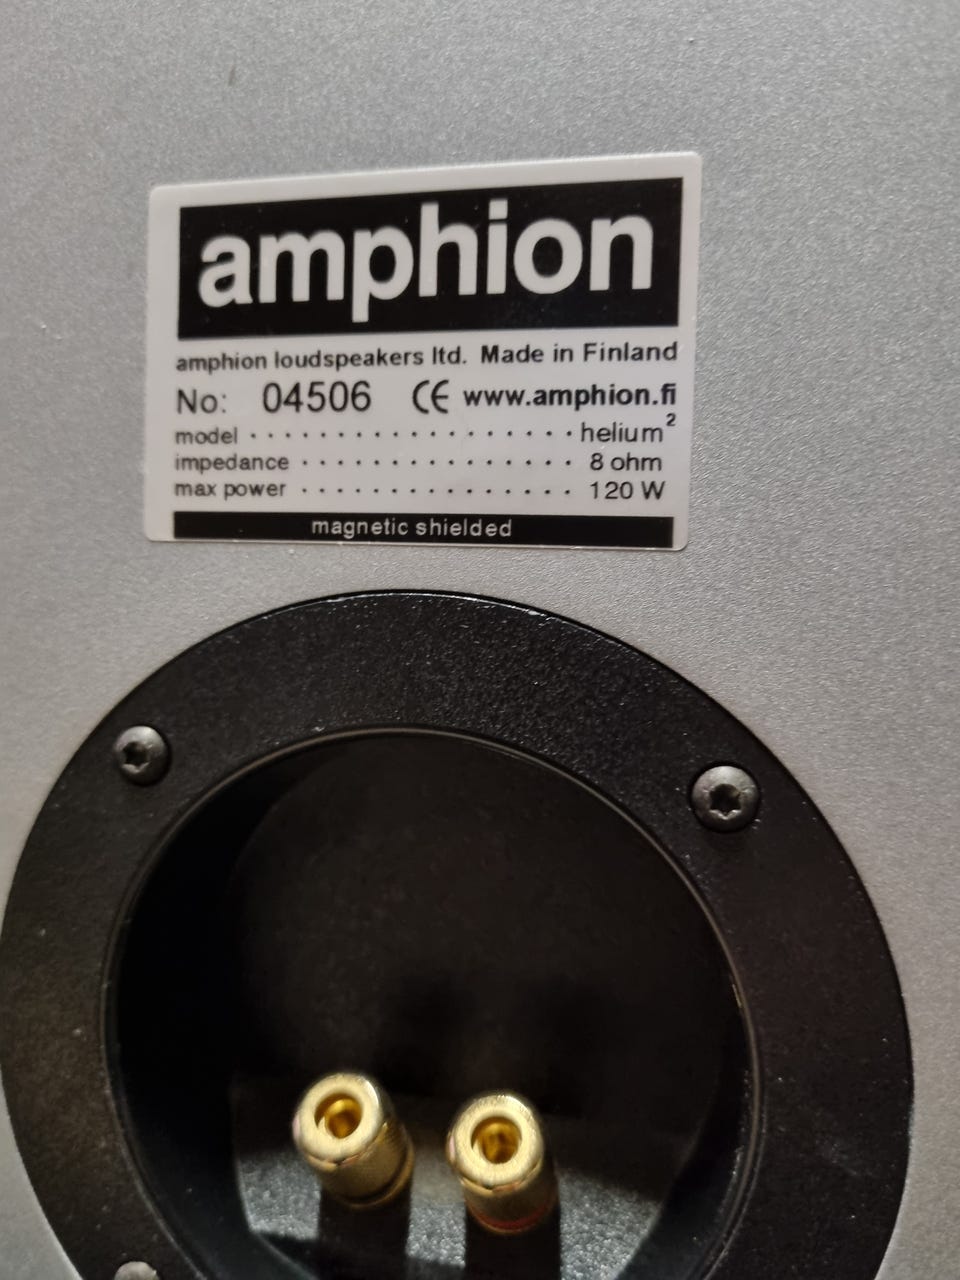 amphion
amphion loudspeakers ltd. Made in Finland
No: 04506 CE www.amphion.fi
model . . . . . . . . . . . . . . . . . . . helium²
impedance . . . . . . . . . . . . . . . 8 ohm
max power . . . . . . . . . . . . . . . 120 W
magnetic shielded